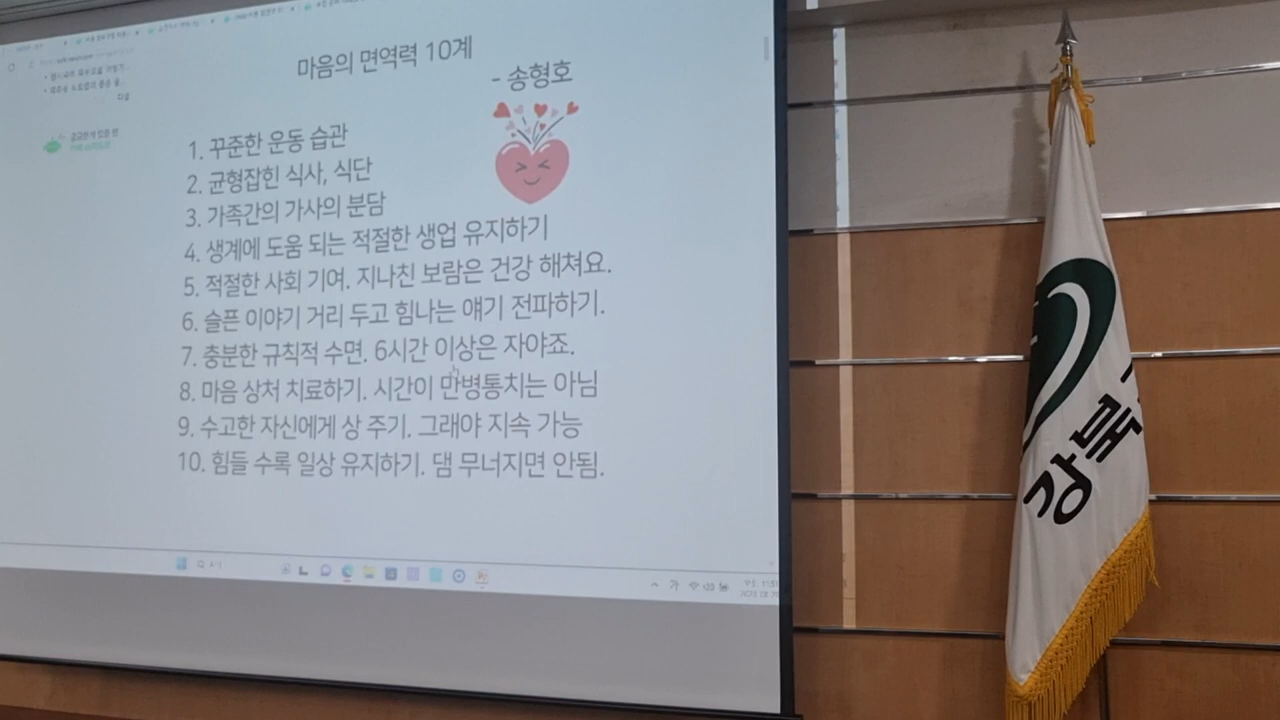 마음의 면역력 10계
- 송형호
1. 꾸준한 운동 습관
2. 균형잡힌 식사, 식단
3. 가족간의 가사의 분담
4. 생계에 도움 되는 적절한 생업 유지하기
5. 적절한 사회 기여. 지나친 보람은 건강 해쳐요.
6. 슬픈 이야기 거리 두고 힘나는 얘기 전파하기.
7. 충분한 규칙적 수면. 6시간 이상은 자야죠.
8. 마음 상처 치료하기. 시간이 만병통치는 아님
9. 수고한 자신에게 상 주기. 그래야 지속 가능
10. 힘들 수록 일상 유지하기. 댐 무너지면 안됨.
다음
가
강북